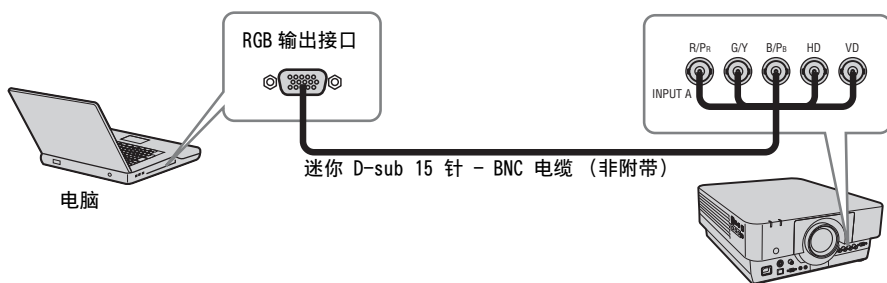 RGB 输出接口
R/PR G/Y B/PB HD VD
INPUT A
迷你 D-sub 15 针 - BNC 电缆 (非附带)
电脑